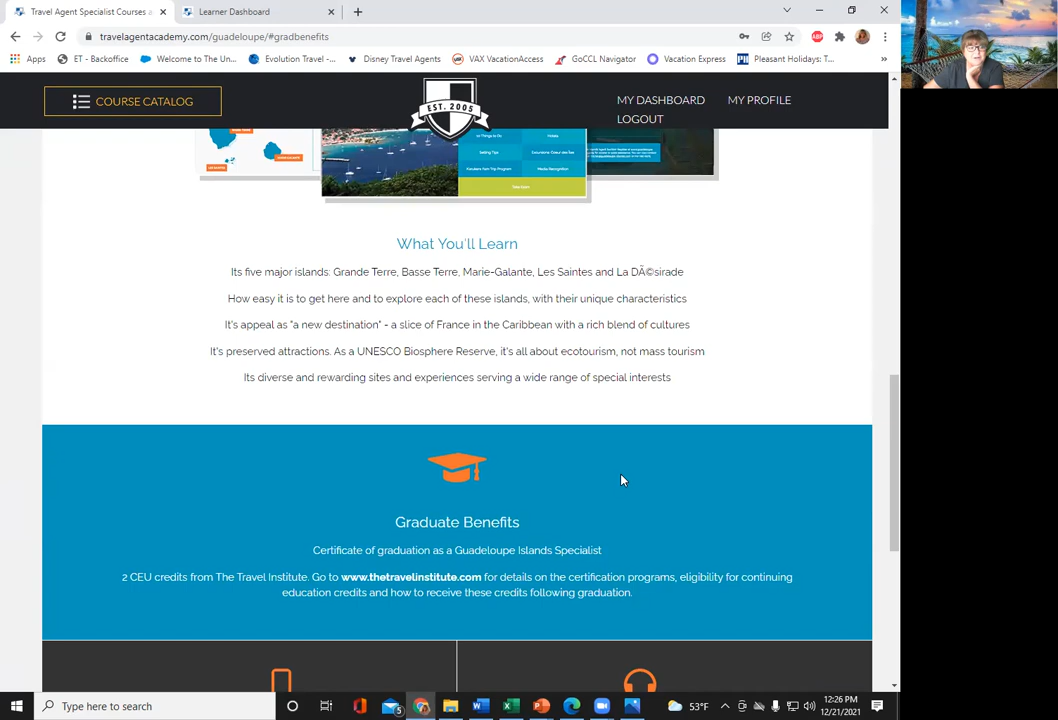 Travel Agent Specialist Courses a
Learner Dashboard
travelagentacademy.com/guadeloupe/#gradbenefits
Apps
ET - Backoffice
Welcome to The Un...
Evolution Travel -...
Disney Travel Agents
VAX VacationAccess
GoCCL Navigator
Vacation Express
Pleasant Holidays: T...
COURSE CATALOG
EST. 2005
MY DASHBOARD
MY PROFILE
LOGOUT
Hotels
Selling Tips
Media Recognition
What You'll Learn
Its five major islands: Grande Terre, Basse Terre, Marie-Galante, Les Saintes and La DÃ©sirade
How easy it is to get here and to explore each of these islands, with their unique characteristics
It's appeal as "a new destination" - a slice of France in the Caribbean with a rich blend of cultures
It's preserved attractions. As a UNESCO Biosphere Reserve, it's all about ecotourism, not mass tourism
Its diverse and rewarding sites and experiences serving a wide range of special interests
Graduate Benefits
Certificate of graduation as a Guadeloupe Islands Specialist
2 CEU credits from The Travel Institute. Go to www.thetravelinstitute.com for details on the certification programs, eligibility for continuing
education credits and how to receive these credits following graduation.
Type here to search
5
53°F
12:26 PM
12/21/2021